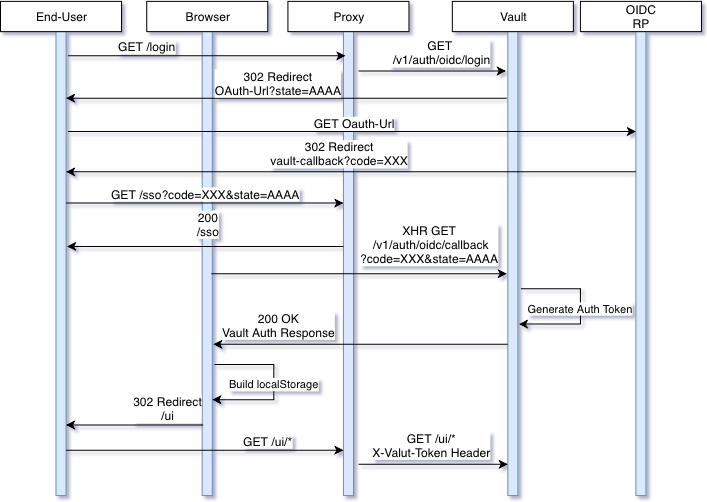 End-User
Browser
Proxy
Vault
OIDC
RP
GET /login
GET
/v1/auth/oidc/login
302 Redirect
OAuth-Url?state=AAAA
GET Oauth-Url
302 Redirect
vault-callback?code=XXX
GET /sso?code=XXX&state=AAAA
200
/sso
XHR GET
/v1/auth/oidc/callback
?code=XXX&state=AAAA
Generate Auth Token
200 OK
Vault Auth Response
Build localStorage
302 Redirect
/ui
GET /ui/*
GET /ui/*
X-Valut-Token Header